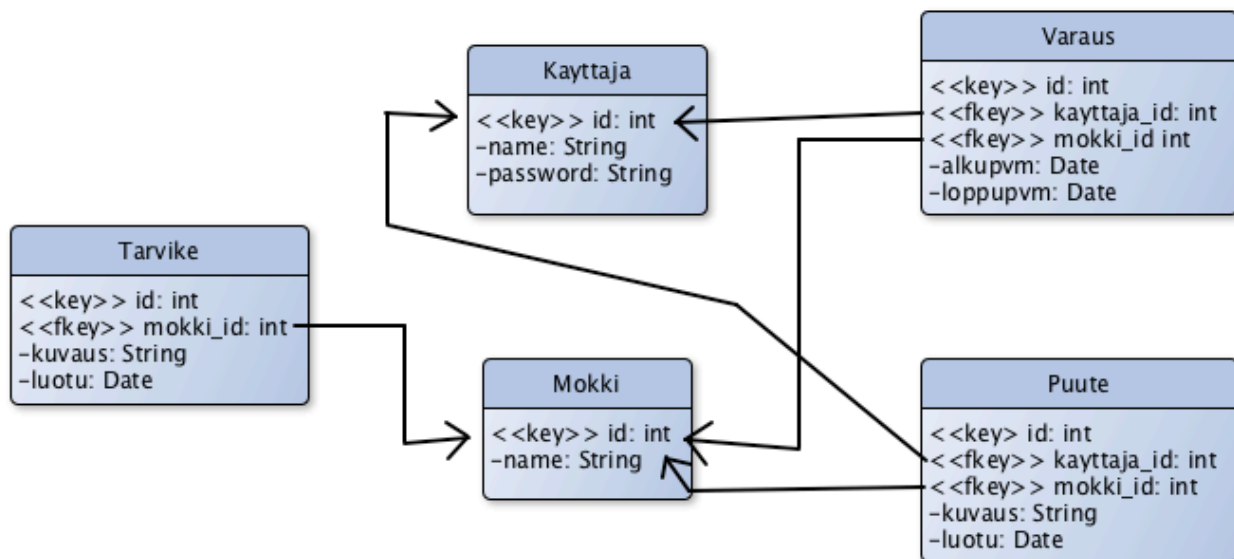 Kayttaja
<<key>> id: int
-name: String
-password: String
Varaus
<<key>> id: int
<<fkey>> kayttaja_id: int
<<fkey>> mokki_id int
-alkupvm: Date
-loppupvm: Date
Tarvike
<<key>> id: int
<<fkey>> mokki_id: int
-kuvaus: String
-luotu: Date
Mokki
<<key>> id: int
-name: String
Puute
<<key> id: int
<<fkey>> kayttaja_id: int
<<fkey>> mokki_id: int
-kuvaus: String
-luotu: Date